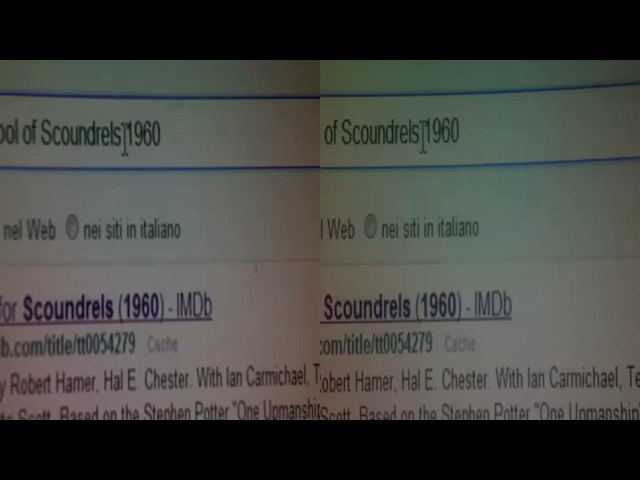 ool of Scoundrels 1960
nel Web nei siti in italiano
for Scoundrels (1960) - IMDb
b.com/title/tt0054279 Cache
y Robert Hamer, Hal E. Chester. With Ian Carmichael, T
Scott. Based on the Stephen Potter "One Upmanship
of Scoundrels 1960
l Web nei siti in italiano
Scoundrels (1960) - IMDb
com/title/tt0054279 Cache
obert Hamer, Hal E. Chester. With Ian Carmichael, Te
Scott. Based on the Stephen Potter "One Upmanship